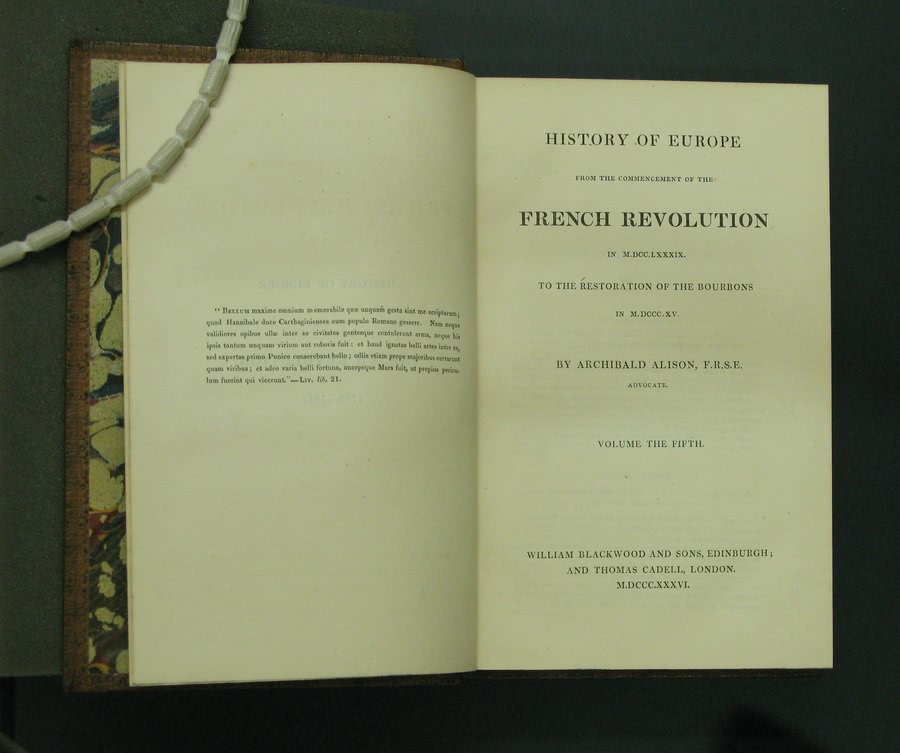 " BELLUM maxime omnium memorabile quæ unquam gesta sint me scripturum ;
quod Hannibale duce Carthaginienses cum populo Romano gessere. Nam neque
validiores opibus ullæ inter se civitates gentesque contulerunt arma, neque his
ipsis tantum unquam virium aut roboris fuit : et haud ignotas belli artes inter se,
sed expertas primo Punico conserebant bello ; odiis etiam prope majoribus certarunt
quam viribus ; et adeo varia belli fortuna, ancepsque Mars fuit, ut propius pericu-
lum fuerint qui vicerunt."—LIV. lib. 21.
HISTORY OF EUROPE
FROM THE COMMENCEMENT OF THE
FRENCH REVOLUTION
IN M.DCC.LXXXIX.
TO THE RESTORATION OF THE BOURBONS
IN M.DCCC.XV.
BY ARCHIBALD ALISON, F.R.S.E.
ADVOCATE.
VOLUME THE FIFTH.
WILLIAM BLACKWOOD AND SONS, EDINBURGH ;
AND THOMAS CADELL, LONDON.
M.DCCC.XXXVI.